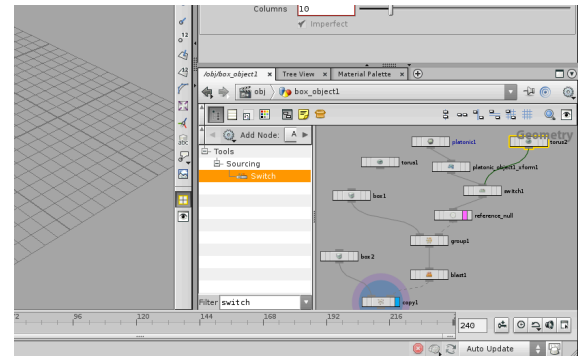 Columns 10
Imperfect
/obj/box_object1 × Tree View × Material Palette ×
obj box_object1
Add Node: A
Geometry
Tools
Sourcing
Switch
platonic1
torus2
torus1
platonic_object1_xform1
box1
switch1
reference_null
group1
box2
blast1
copy1
Filter switch
96 120 144 168 192 216
240
Auto Update